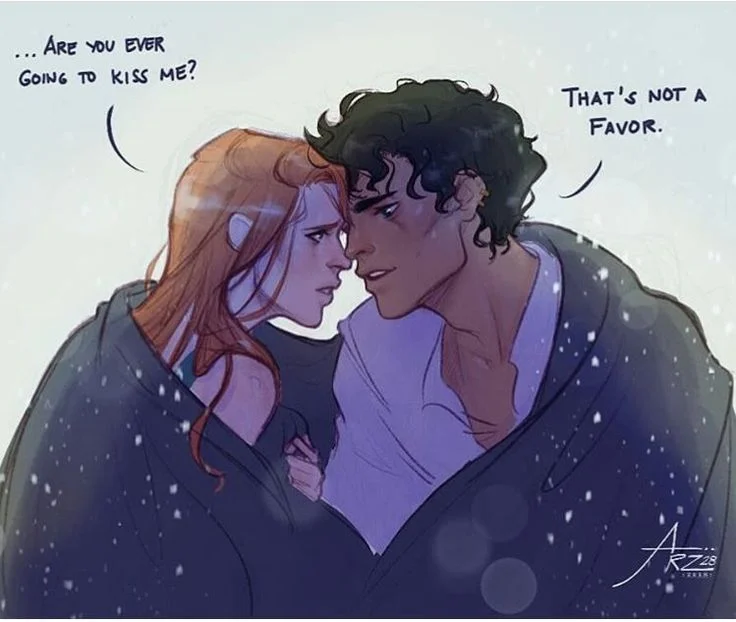 ... ARE YOU EVER
GOING TO KISS ME?
THAT'S NOT A
FAVOR.
ARZ28